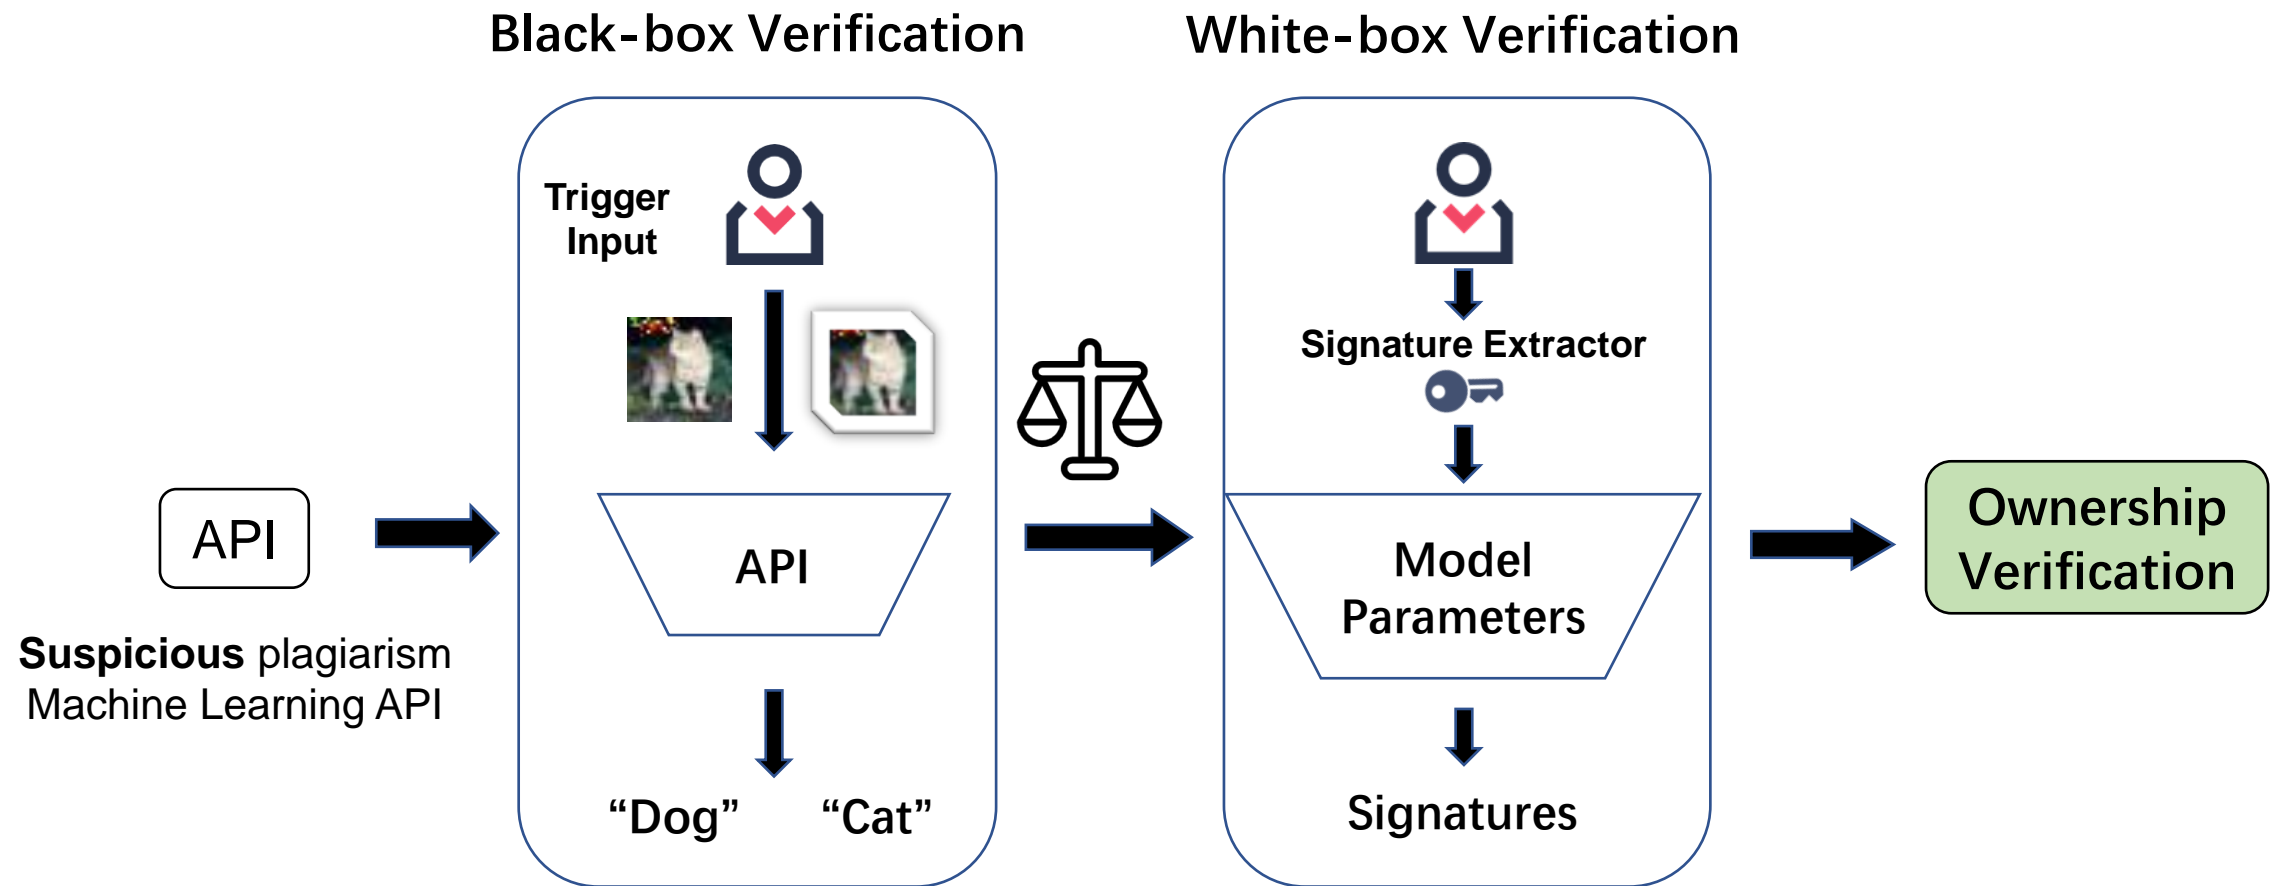 Black-box Verification
White-box Verification
Trigger
Input
Signature Extractor
API
Suspicious plagiarism
Machine Learning API
API
Model
Parameters
Ownership
Verification
“Dog”
“Cat”
Signatures